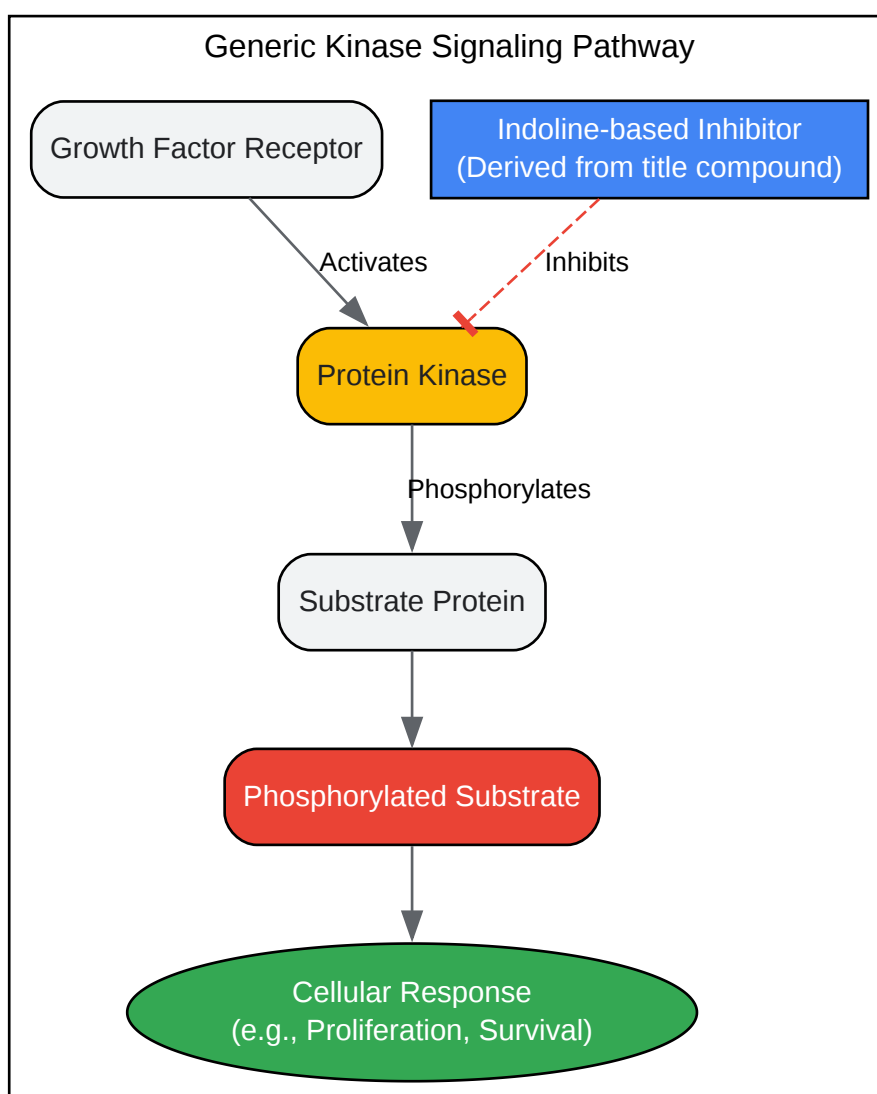 Generic Kinase Signaling Pathway
Growth Factor Receptor
Indoline-based Inhibitor
(Derived from title compound)
Activates
Inhibits
Protein Kinase
Phosphorylates
Substrate Protein
Phosphorylated Substrate
Cellular Response
(e.g., Proliferation, Survival)